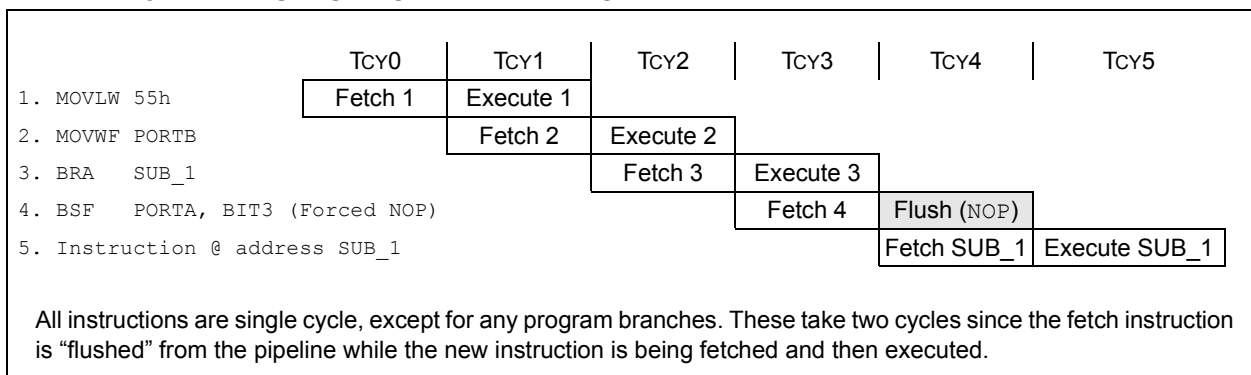 TCY0 TCY1 TCY2 TCY3 TCY4 TCY5
1. MOVLW 55h Fetch 1 Execute 1
2. MOVWF PORTB Fetch 2 Execute 2
3. BRA SUB_1 Fetch 3 Execute 3
4. BSF PORTA, BIT3 (Forced NOP) Fetch 4 Flush (NOP)
5. Instruction @ address SUB_1 Fetch SUB_1 Execute SUB_1
All instructions are single cycle, except for any program branches. These take two cycles since the fetch instruction
is “flushed” from the pipeline while the new instruction is being fetched and then executed.